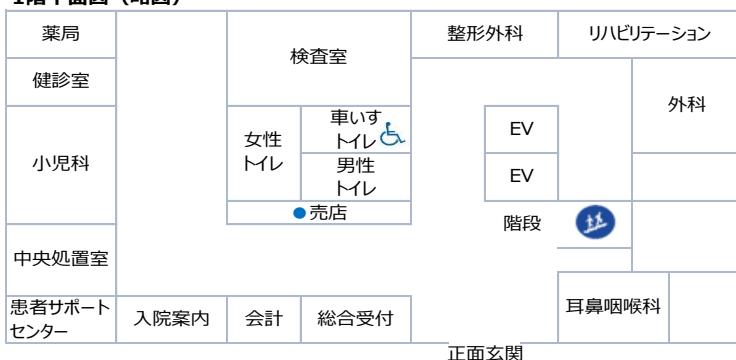 1階平面図（略図）
薬局
検査室
整形外科
リハビリテーション
健診室
外科
小児科
女性
トイレ
車いす
トイレ
男性
トイレ
EV
EV
売店
階段
中央処置室
患者サポート
センター
入院案内
会計
総合受付
耳鼻咽喉科
正面玄関